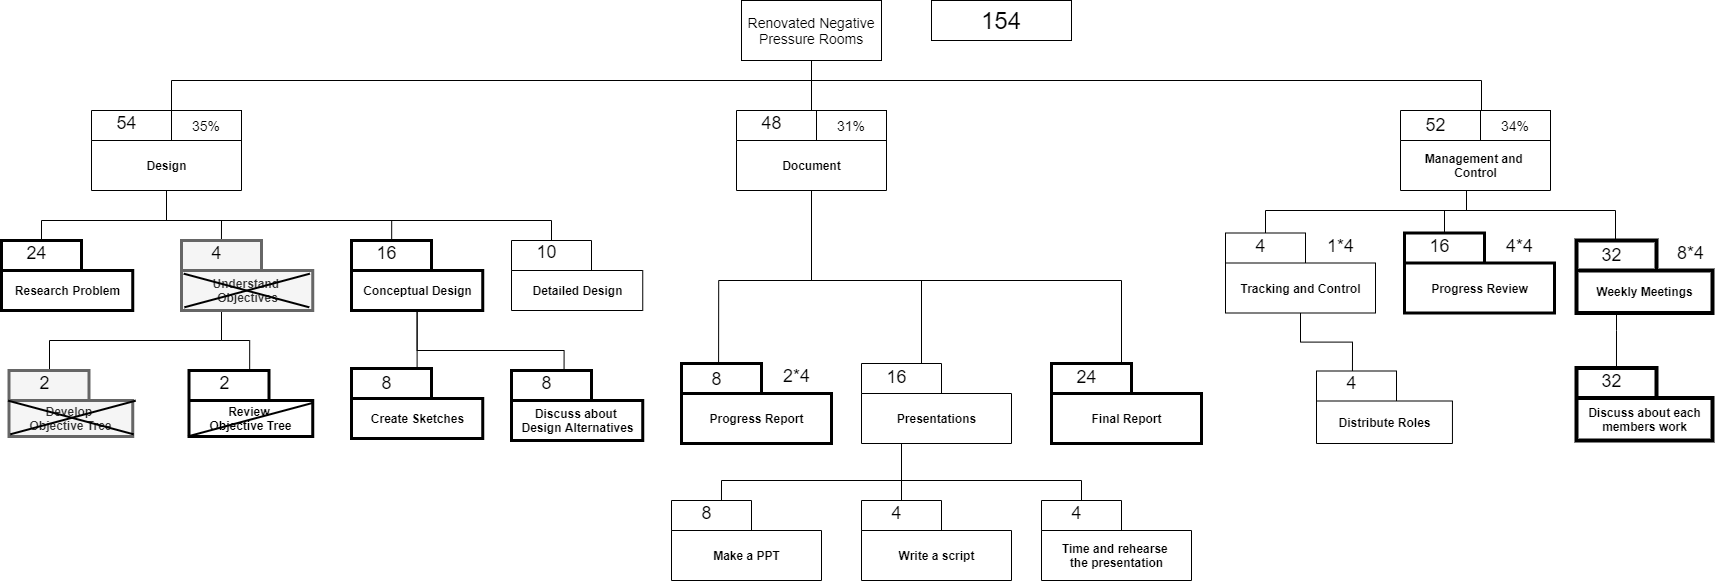 Renovated Negative
Pressure Rooms
154
54
35%
Design
48
31%
Document
52
34%
Management and
Control
24
Research Problem
4
Understand
Objectives
16
Conceptual Design
10
Detailed Design
4
1*4
Tracking and Control
16
4*4
Progress Review
32
8*4
Weekly Meetings
2
Develop
Objective Tree
2
Review
Objective Tree
8
Create Sketches
8
Discuss about
Design Alternatives
8
2*4
Progress Report
16
Presentations
24
Final Report
4
Distribute Roles
32
Discuss about each
members work
8
Make a PPT
4
Write a script
4
Time and rehearse
the presentation